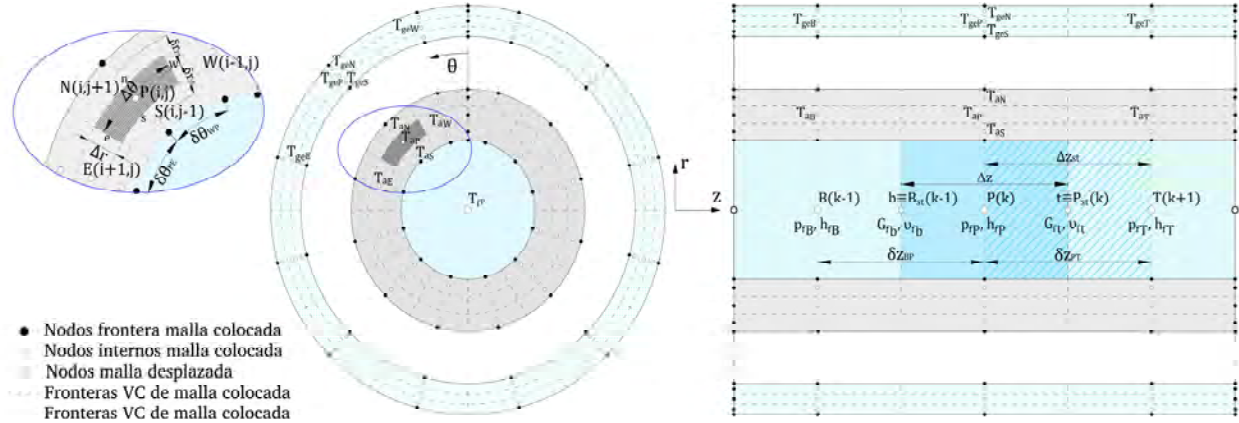 W(i-1,j)
N(i,j+1)
n
w
Δθ
P(i,j)
s
S(i,j-1)
e
Δr
δθWP
E(i+1,j)
δθPE
TgeW
TgeN
TgeP
TgeS
θ
TaN
TaW
TaP
TaS
TgeE
TaE
TfP
r
z
TgeB
TgeP
TgeN
TgeS
TgeT
TaN
TaB
TaP
TaT
TaS
Δzst
Δz
B(k-1)
b≡Bst(k-1)
P(k)
t≡Pst(k)
T(k+1)
pfB, hfB
Gfb, υfb
pfP, hfP
Gft, υft
pfT, hfT
δzBP
δzPT
Nodos frontera malla colocada
Nodos internos malla colocada
Nodos malla desplazada
Fronteras VC de malla colocada
Fronteras VC de malla colocada